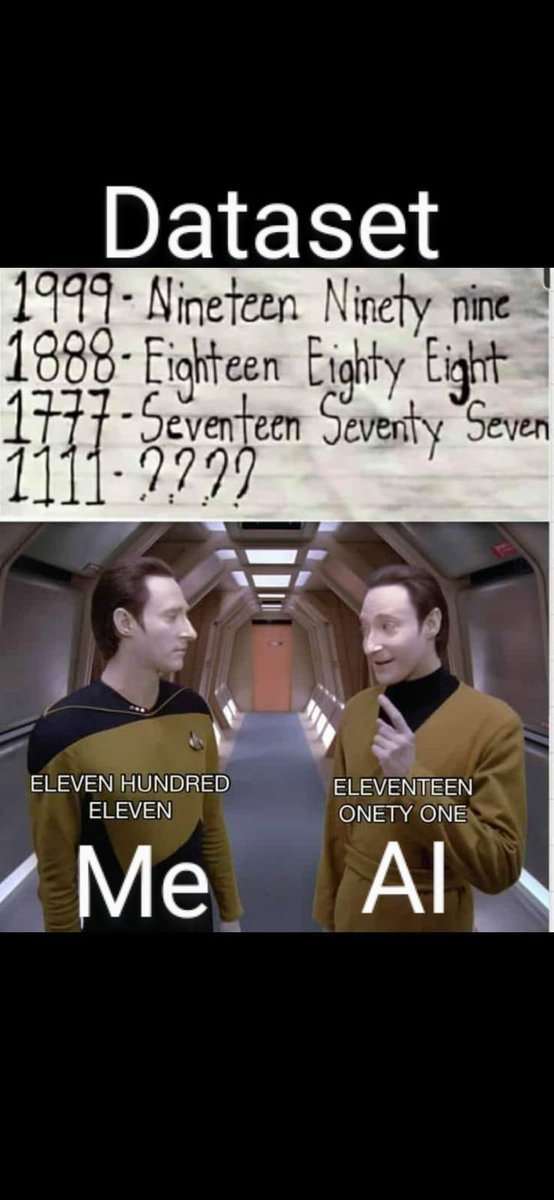 Dataset
1999 - Nineteen Ninety nine
1888 - Eighteen Eighty Eight
1777 - Seventeen Seventy Seven
1111 - ????
ELEVEN HUNDRED
ELEVEN
ELEVENTEEN
ONETY ONE
Me
AI